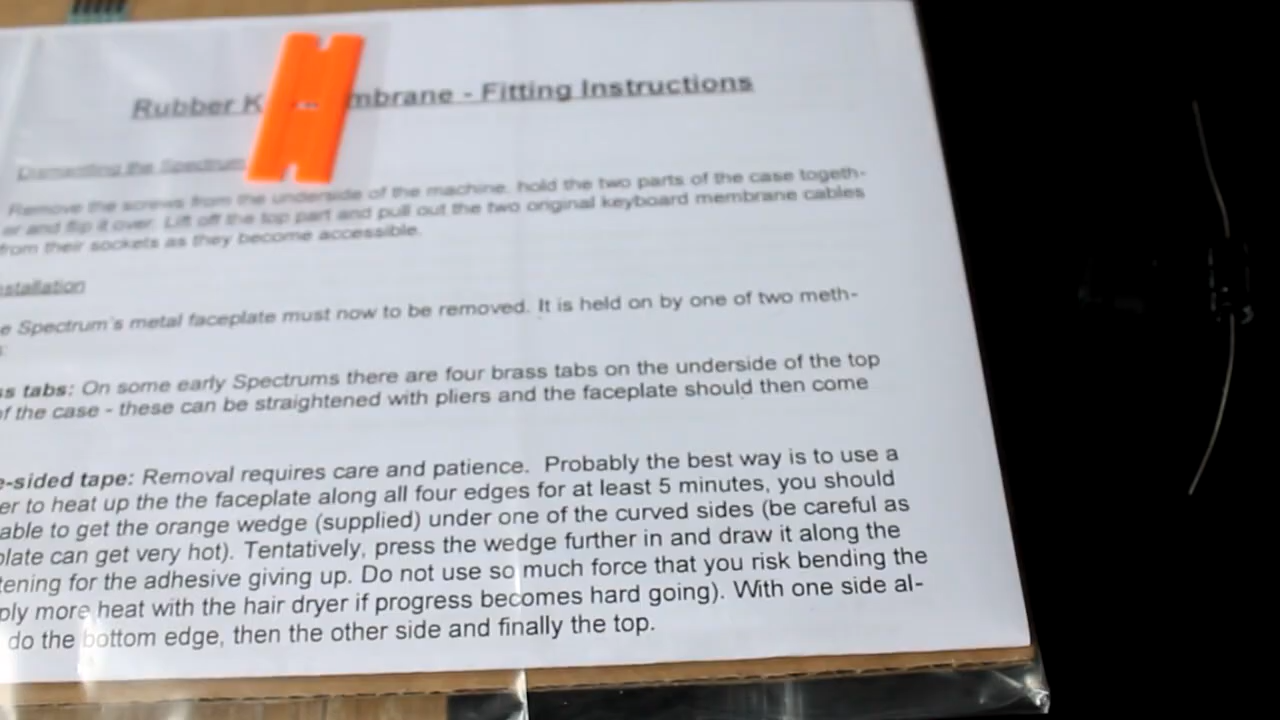 Rubber K mbrane - Fitting Instructions
Dismantling the Spectrum
Remove the screws from the underside of the machine, hold the two parts of the case togeth-
er and flip it over. Lift off the top part and pull out the two original keyboard membrane cables
from their sockets as they become accessible.
nstallation
e Spectrum's metal faceplate must now to be removed. It is held on by one of two meth-
s:
ss tabs: On some early Spectrums there are four brass tabs on the underside of the top
of the case - these can be straightened with pliers and the faceplate should then come
e-sided tape: Removal requires care and patience. Probably the best way is to use a
er to heat up the the faceplate along all four edges for at least 5 minutes, you should
able to get the orange wedge (supplied) under one of the curved sides (be careful as
plate can get very hot). Tentatively, press the wedge further in and draw it along the
tening for the adhesive giving up. Do not use so much force that you risk bending the
ply more heat with the hair dryer if progress becomes hard going). With one side al-
do the bottom edge, then the other side and finally the top.